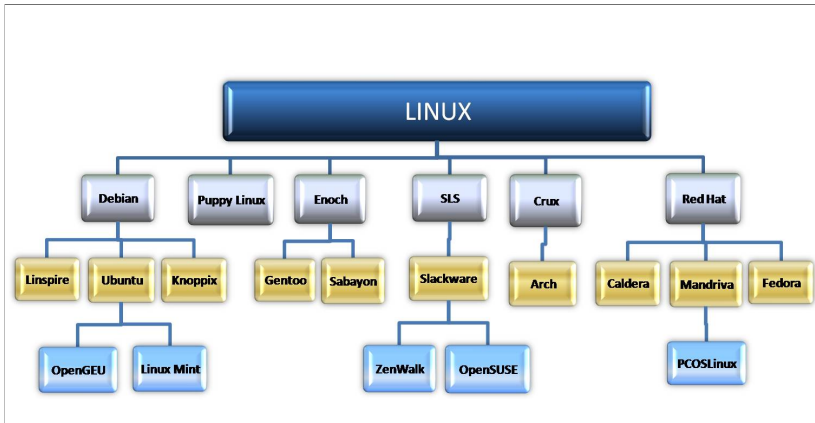 LINUX
Debian
Puppy Linux
Enoch
SLS
Crux
Red Hat
Linspire
Ubuntu
Knoppix
Gentoo
Sabayon
Slackware
Arch
Caldera
Mandriva
Fedora
OpenGEU
Linux Mint
ZenWalk
OpenSUSE
PCOSLinux